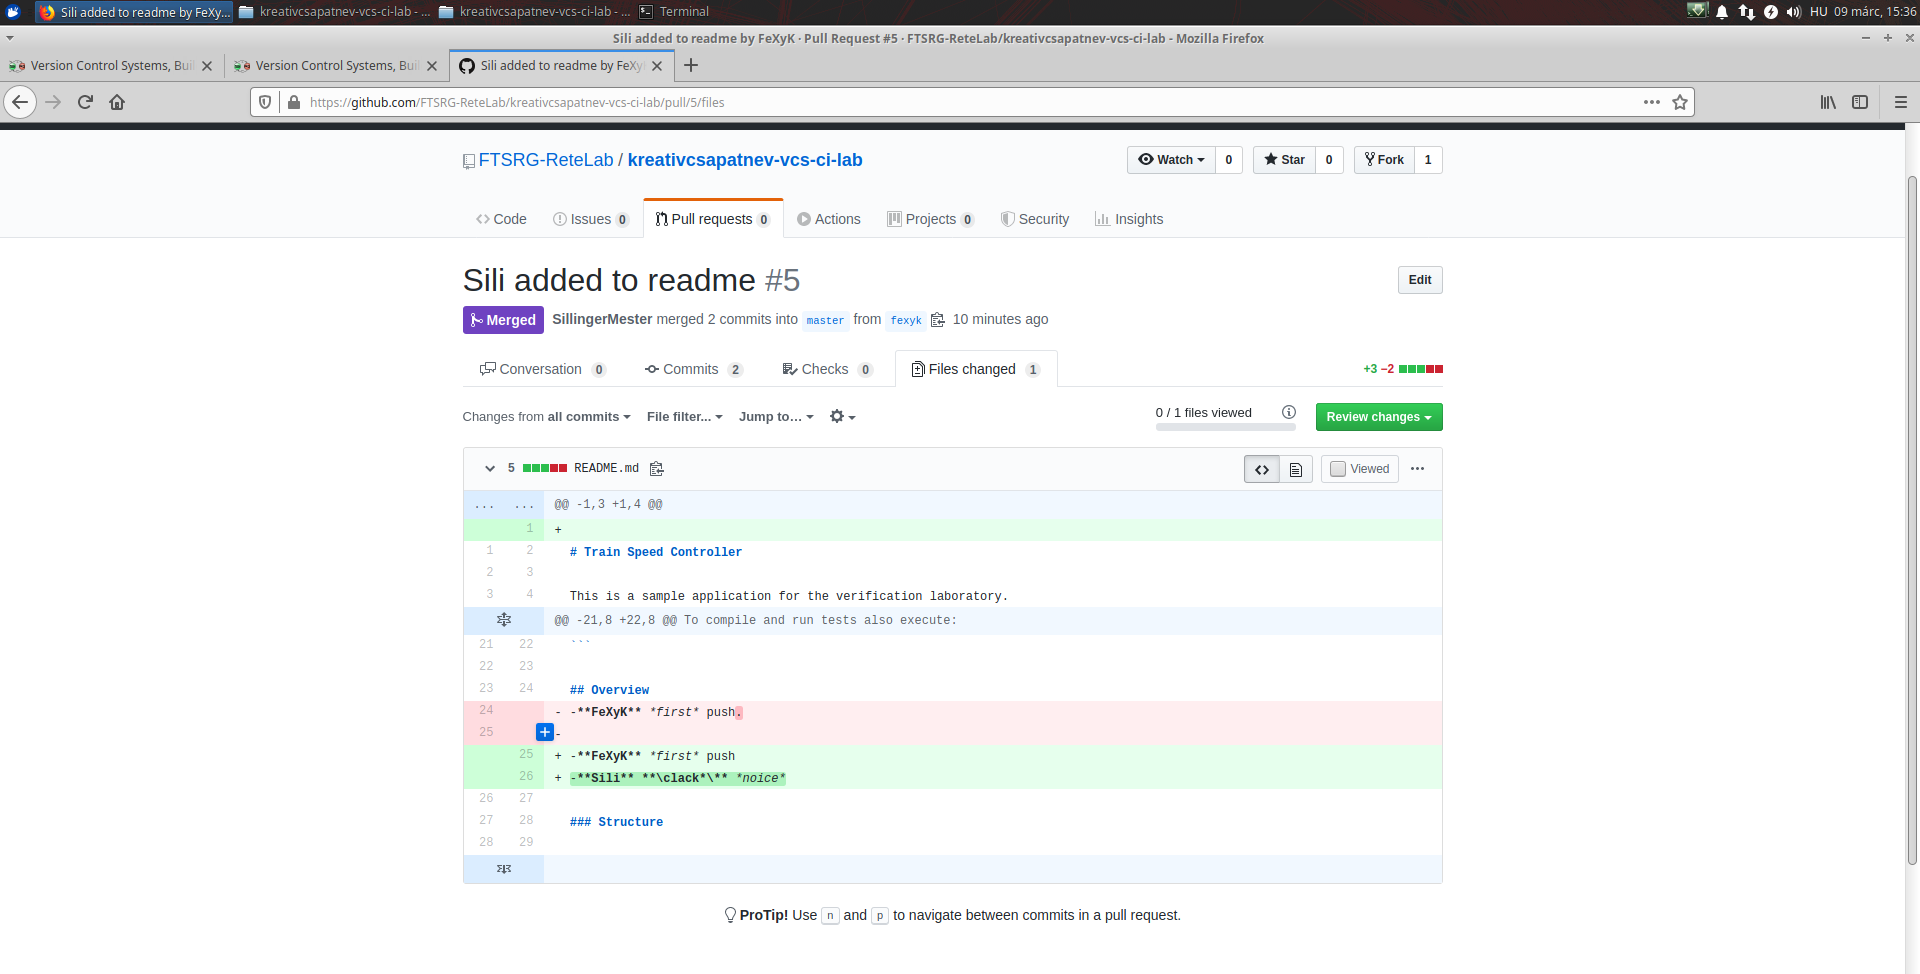 Sili added to readme by FeXy... kreativcsapatnev-vcs-ci-lab - ... kreativcsapatnev-vcs-ci-lab - ... Terminal HU 09 márc, 15:36
Sili added to readme by FeXyK · Pull Request #5 · FTSRG-ReteLab/kreativcsapatnev-vcs-ci-lab - Mozilla Firefox
Version Control Systems, Buil Version Control Systems, Buil Sili added to readme by FeXy
https://github.com/FTSRG-ReteLab/kreativcsapatnev-vcs-ci-lab/pull/5/files
FTSRG-ReteLab / kreativcsapatnev-vcs-ci-lab Watch 0 Star 0 Fork 1
Code Issues 0 Pull requests 0 Actions Projects 0 Security Insights
Sili added to readme #5 Edit
Merged SillingerMester merged 2 commits into master from fexyk 10 minutes ago
Conversation 0 Commits 2 Checks 0 Files changed 1 +3 −2
Changes from all commits File filter... Jump to... 0 / 1 files viewed Review changes
5 README.md Viewed
... ... @@ -1,3 +1,4 @@
1 +
1 2 # Train Speed Controller
2 3
3 4 This is a sample application for the verification laboratory.
@@ -21,8 +22,8 @@ To compile and run tests also execute:
21 22 ```
22 23
23 24 ## Overview
24 - -**FeXyK** *first* push.
25 -
25 + -**FeXyK** *first* push
26 + -**Sili** **\clack*\** *noice*
26 27
27 28 ### Structure
28 29
ProTip! Use n and p to navigate between commits in a pull request.